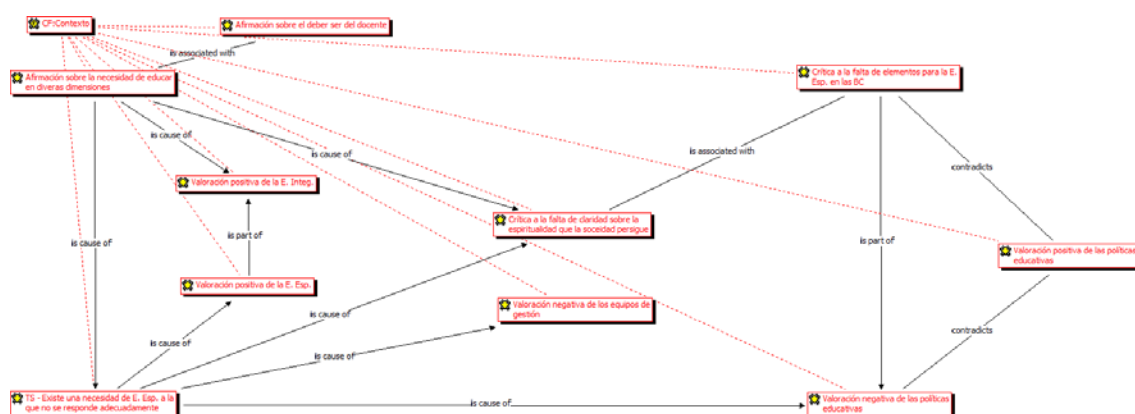 CF:Contexto
Afirmación sobre el deber ser del docente
is associated with
Afirmación sobre la necesidad de educar
en diveras dimensiones
Crítica a la falta de elementos para la E.
Esp. en las BC
is cause of
is cause of
is associated with
contradicts
Valoración positiva de la E. Integ.
Crítica a la falta de claridad sobre la
espiritualidad que la soceidad persigue
is cause of
is part of
is part of
Valoración positiva de las políticas
educativas
Valoración positiva de la E. Esp.
Valoración negativa de los equipos de
gestión
is cause of
is cause of
contradicts
is cause of
TS - Existe una necesidad de E. Esp. a la
que no se responde adecuadamente
is cause of
Valoración negativa de las políticas
educativas